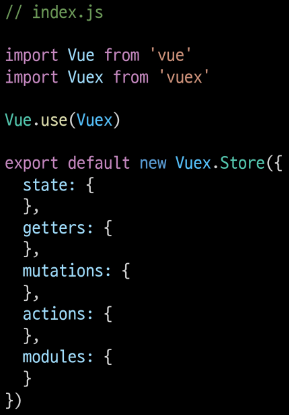 // index.js

import Vue from 'vue'
import Vuex from 'vuex'

Vue.use(Vuex)

export default new Vuex.Store({
  state: {
  },
  getters: {
  },
  mutations: {
  },
  actions: {
  },
  modules: {
  }
})